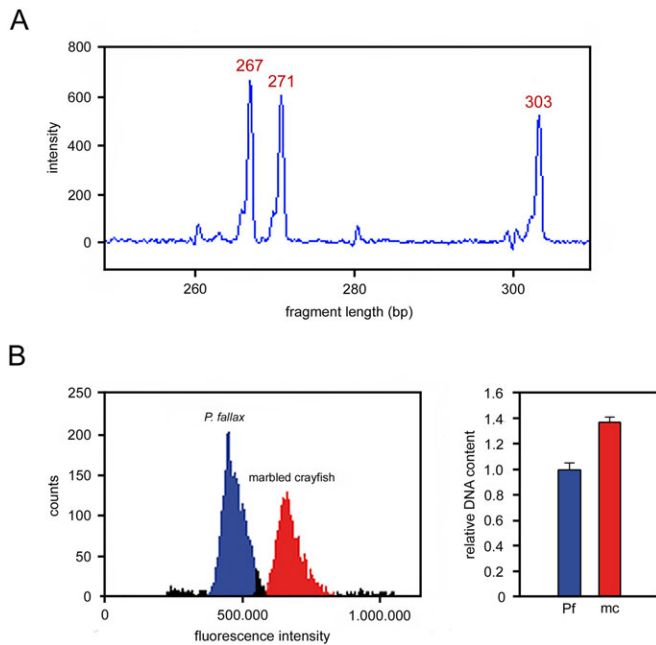 A
800
600
400
200
0
intensity
267
271
303
260
280
300
fragment length (bp)
B
250
200
150
100
50
0
counts
P. fallax
marbled crayfish
0
500.000
1.000.000
fluorescence intensity
1.6
1.4
1.2
1.0
0.8
0.6
0.4
0.2
0
relative DNA content
Pf
mc